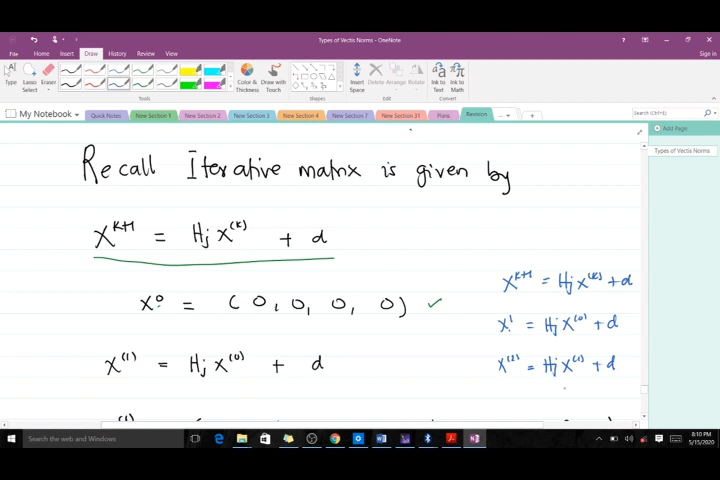 Types of Vectis Norms - OneNote
Sign in
File Home Insert Draw History Review View
Type Lasso Select Eraser Color & Thickness Draw with Touch Insert Space Delete Arrange Rotate Ink to Text Ink to Math
Tools Shapes Edit Convert
My Notebook Quick Notes New Section 1 New Section 2 New Section 3 New Section 4 New Section 7 New Section 31 Plans Revision ... + Search (Ctrl+E)
Add Page
Types of Vectis Norms
Recall Iterative matrix is given by
X^{k+1} = Hj X^{(k)} + d
X^{0} = ( 0, 0, 0, 0) ✓
X^{(1)} = Hj X^{(0)} + d
X^{k+1} = Hj X^{(k)} + d
X^{1} = Hj X^{(0)} + d
X^{(2)} = Hj X^{(1)} + d
Search the web and Windows
8:10 PM
5/15/2020